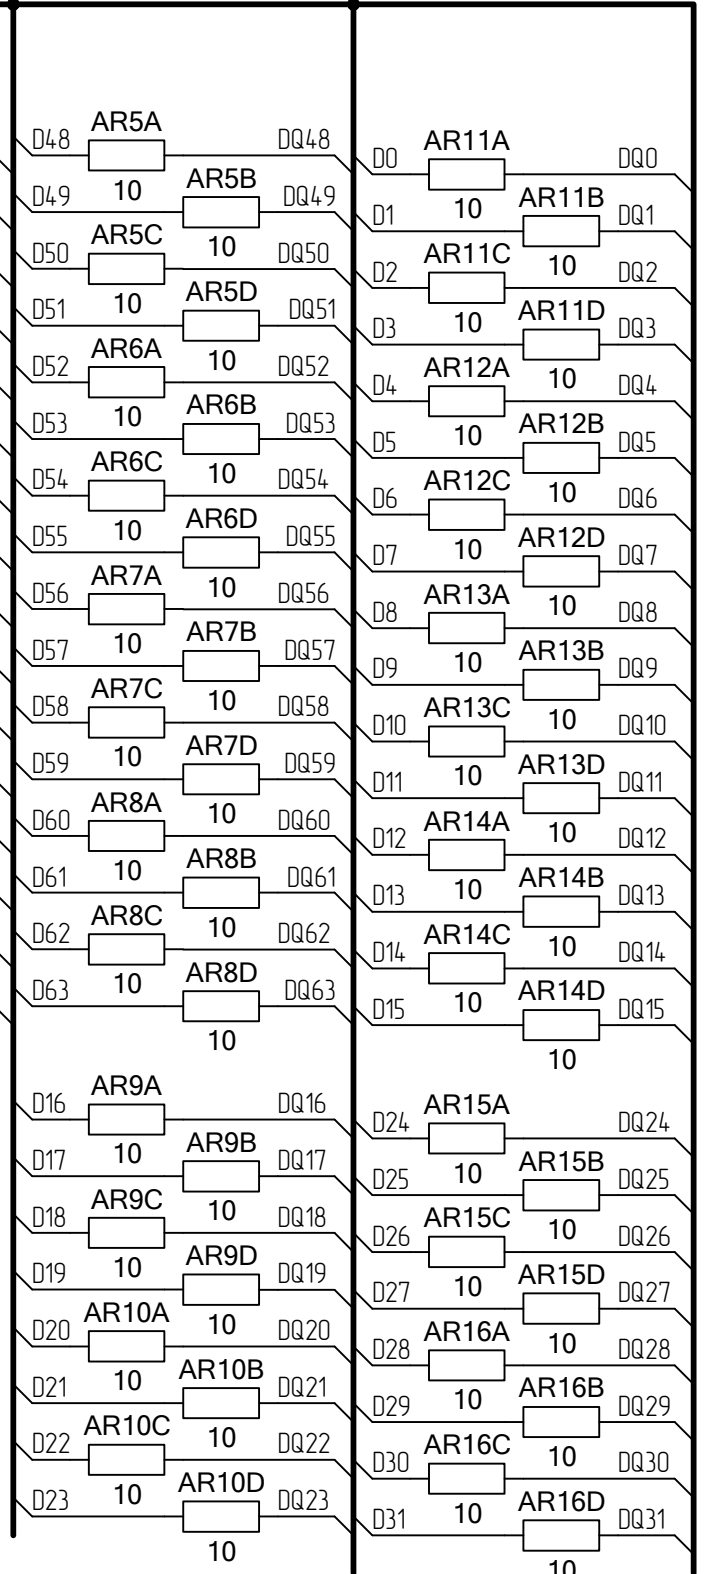 D48 AR5A DQ48
10
D49 AR5B DQ49
10
D50 AR5C DQ50
10
D51 AR5D DQ51
10
D52 AR6A DQ52
10
D53 AR6B DQ53
10
D54 AR6C DQ54
10
D55 AR6D DQ55
10
D56 AR7A DQ56
10
D57 AR7B DQ57
10
D58 AR7C DQ58
10
D59 AR7D DQ59
10
D60 AR8A DQ60
10
D61 AR8B DQ61
10
D62 AR8C DQ62
10
D63 AR8D DQ63
10
D16 AR9A DQ16
10
D17 AR9B DQ17
10
D18 AR9C DQ18
10
D19 AR9D DQ19
10
D20 AR10A DQ20
10
D21 AR10B DQ21
10
D22 AR10C DQ22
10
D23 AR10D DQ23
10
D0 AR11A DQ0
10
D1 AR11B DQ1
10
D2 AR11C DQ2
10
D3 AR11D DQ3
10
D4 AR12A DQ4
10
D5 AR12B DQ5
10
D6 AR12C DQ6
10
D7 AR12D DQ7
10
D8 AR13A DQ8
10
D9 AR13B DQ9
10
D10 AR13C DQ10
10
D11 AR13D DQ11
10
D12 AR14A DQ12
10
D13 AR14B DQ13
10
D14 AR14C DQ14
10
D15 AR14D DQ15
10
D24 AR15A DQ24
10
D25 AR15B DQ25
10
D26 AR15C DQ26
10
D27 AR15D DQ27
10
D28 AR16A DQ28
10
D29 AR16B DQ29
10
D30 AR16C DQ30
10
D31 AR16D DQ31
10